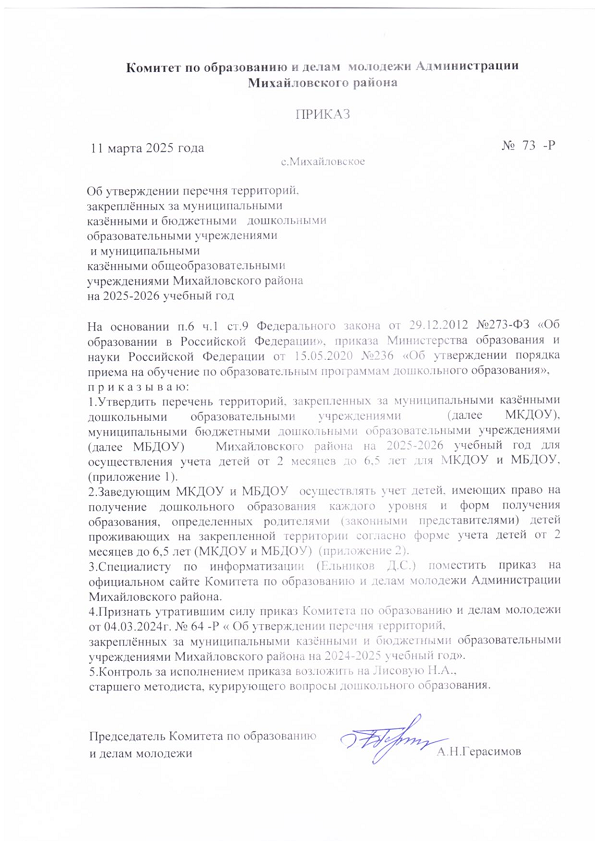 Комитет по образованию и делам молодежи Администрации
Михайловского района
ПРИКАЗ
11 марта 2025 года № 73 -Р
с.Михайловское
Об утверждении перечня территорий,
закреплённых за муниципальными
казёнными и бюджетными дошкольными
образовательными учреждениями
и муниципальными
казёнными общеобразовательными
учреждениями Михайловского района
на 2025-2026 учебный год
На основании п.6 ч.1 ст.9 Федерального закона от 29.12.2012 №273-ФЗ «Об
образовании в Российской Федерации», приказа Министерства образования и
науки Российской Федерации от 15.05.2020 №236 «Об утверждении порядка
приема на обучение по образовательным программам дошкольного образования»,
п р и к а з ы в а ю:
1.Утвердить перечень территорий, закрепленных за муниципальными казёнными
дошкольными образовательными учреждениями (далее МКДОУ),
муниципальными бюджетными дошкольными образовательными учреждениями
(далее МБДОУ) Михайловского района на 2025-2026 учебный год для
осуществления учета детей от 2 месяцев до 6,5 лет для МКДОУ и МБДОУ,
(приложение 1).
2.Заведующим МКДОУ и МБДОУ осуществлять учет детей, имеющих право на
получение дошкольного образования каждого уровня и форм получения
образования, определенных родителями (законными представителями) детей
проживающих на закрепленной территории согласно форме учета детей от 2
месяцев до 6,5 лет (МКДОУ и МБДОУ) (приложение 2).
3.Специалисту по информатизации (Ельников Д.С.) поместить приказ на
официальном сайте Комитета по образованию и делам молодежи Администрации
Михайловского района.
4.Признать утратившим силу приказ Комитета по образованию и делам молодежи
от 04.03.2024г. № 64 -Р « Об утверждении перечня территорий,
закреплённых за муниципальными казёнными и бюджетными образовательными
учреждениями Михайловского района на 2024-2025 учебный год».
5.Контроль за исполнением приказа возложить на Лисовую Н.А.,
старшего методиста, курирующего вопросы дошкольного образования.
Председатель Комитета по образованию
и делам молодежи А.Н.Герасимов